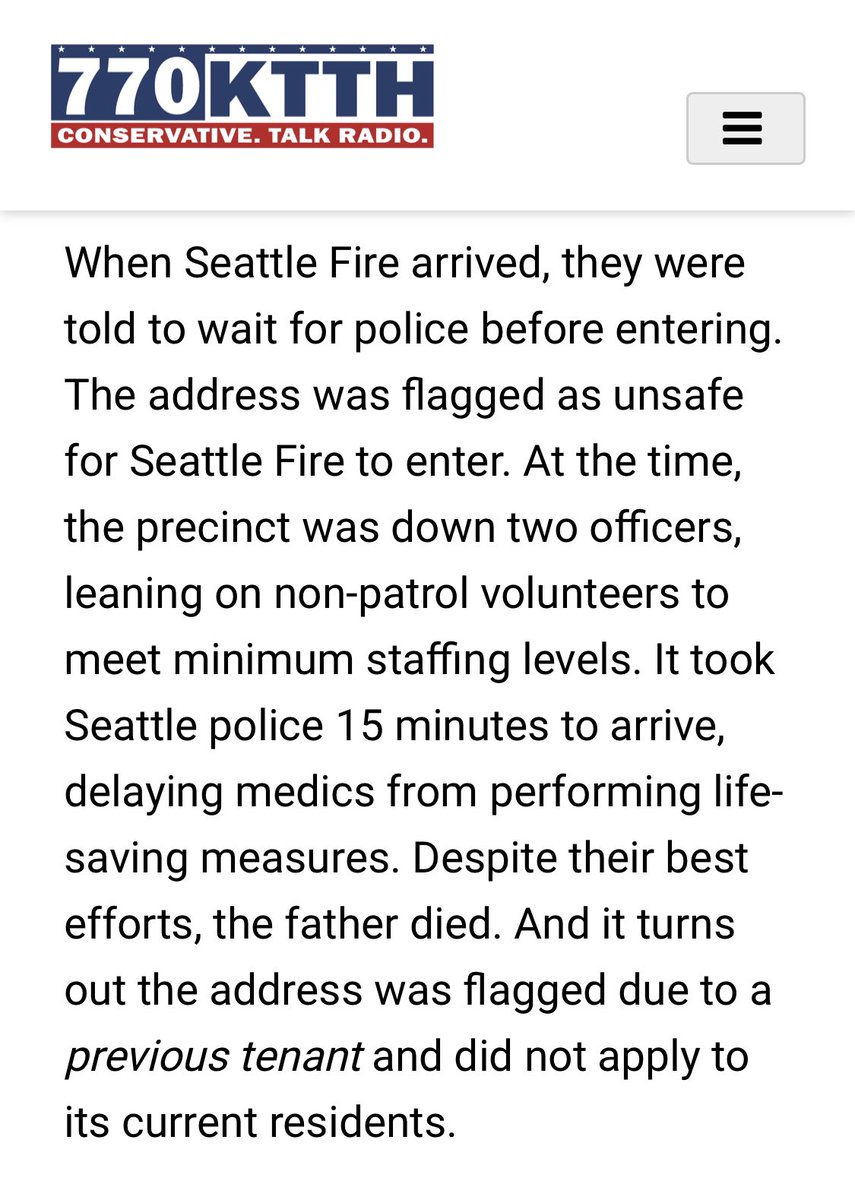 770 KTTH
CONSERVATIVE. TALK RADIO.
When Seattle Fire arrived, they were
told to wait for police before entering.
The address was flagged as unsafe
for Seattle Fire to enter. At the time,
the precinct was down two officers,
leaning on non-patrol volunteers to
meet minimum staffing levels. It took
Seattle police 15 minutes to arrive,
delaying medics from performing life-
saving measures. Despite their best
efforts, the father died. And it turns
out the address was flagged due to a
previous tenant and did not apply to
its current residents.